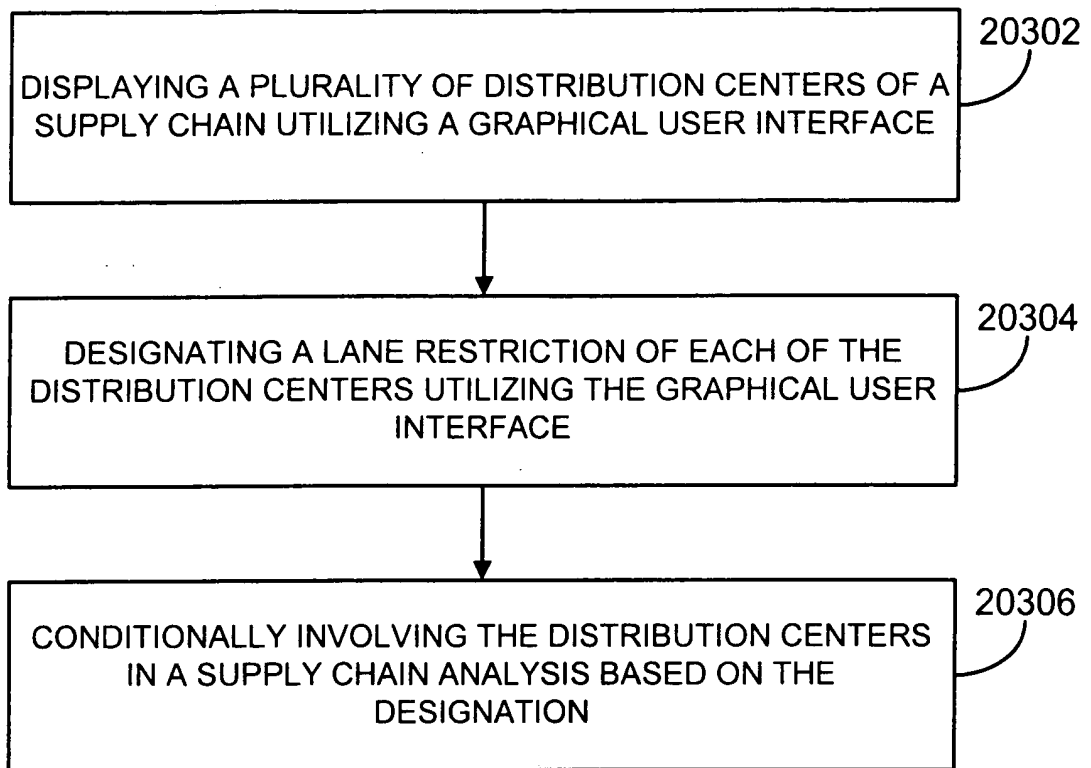 20302
DISPLAYING A PLURALITY OF DISTRIBUTION CENTERS OF A
SUPPLY CHAIN UTILIZING A GRAPHICAL USER INTERFACE
20304
DESIGNATING A LANE RESTRICTION OF EACH OF THE
DISTRIBUTION CENTERS UTILIZING THE GRAPHICAL USER
INTERFACE
20306
CONDITIONALLY INVOLVING THE DISTRIBUTION CENTERS
IN A SUPPLY CHAIN ANALYSIS BASED ON THE
DESIGNATION